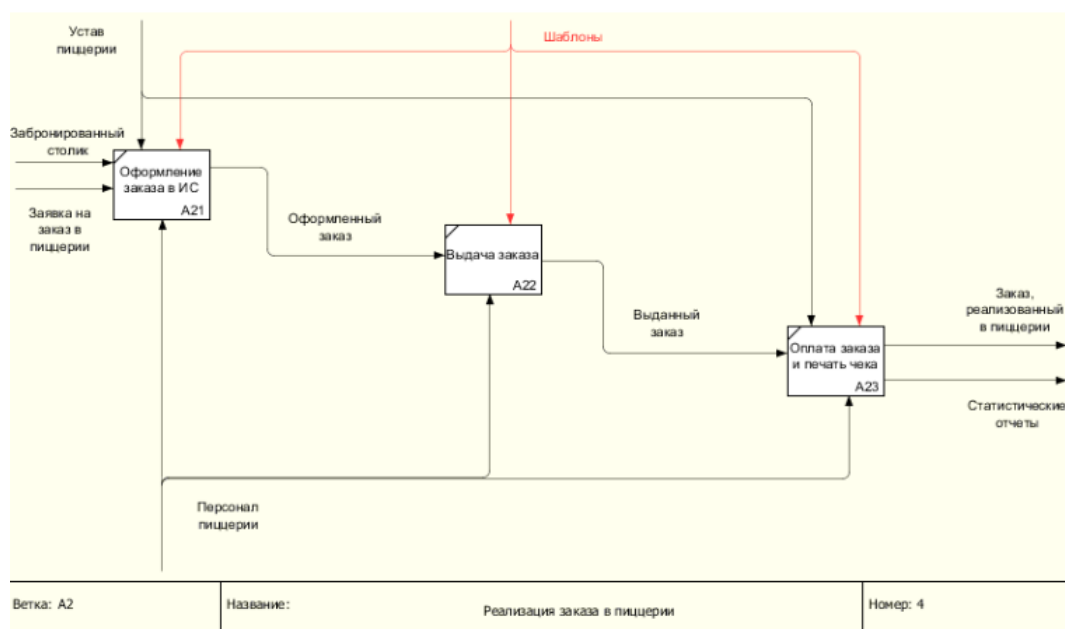 Устав
пиццерии
Шаблоны
Забронированный
столик
Оформление
заказа в ИС
A21
Заявка на
заказ в
пиццерии
Оформленный
заказ
Выдача заказа
A22
Выданный
заказ
Заказ,
реализованный
в пиццерии
Оплата заказа
и печать чека
A23
Статистические
отчеты
Персонал
пиццерии
Ветка: A2
Название:
Реализация заказа в пиццерии
Номер: 4